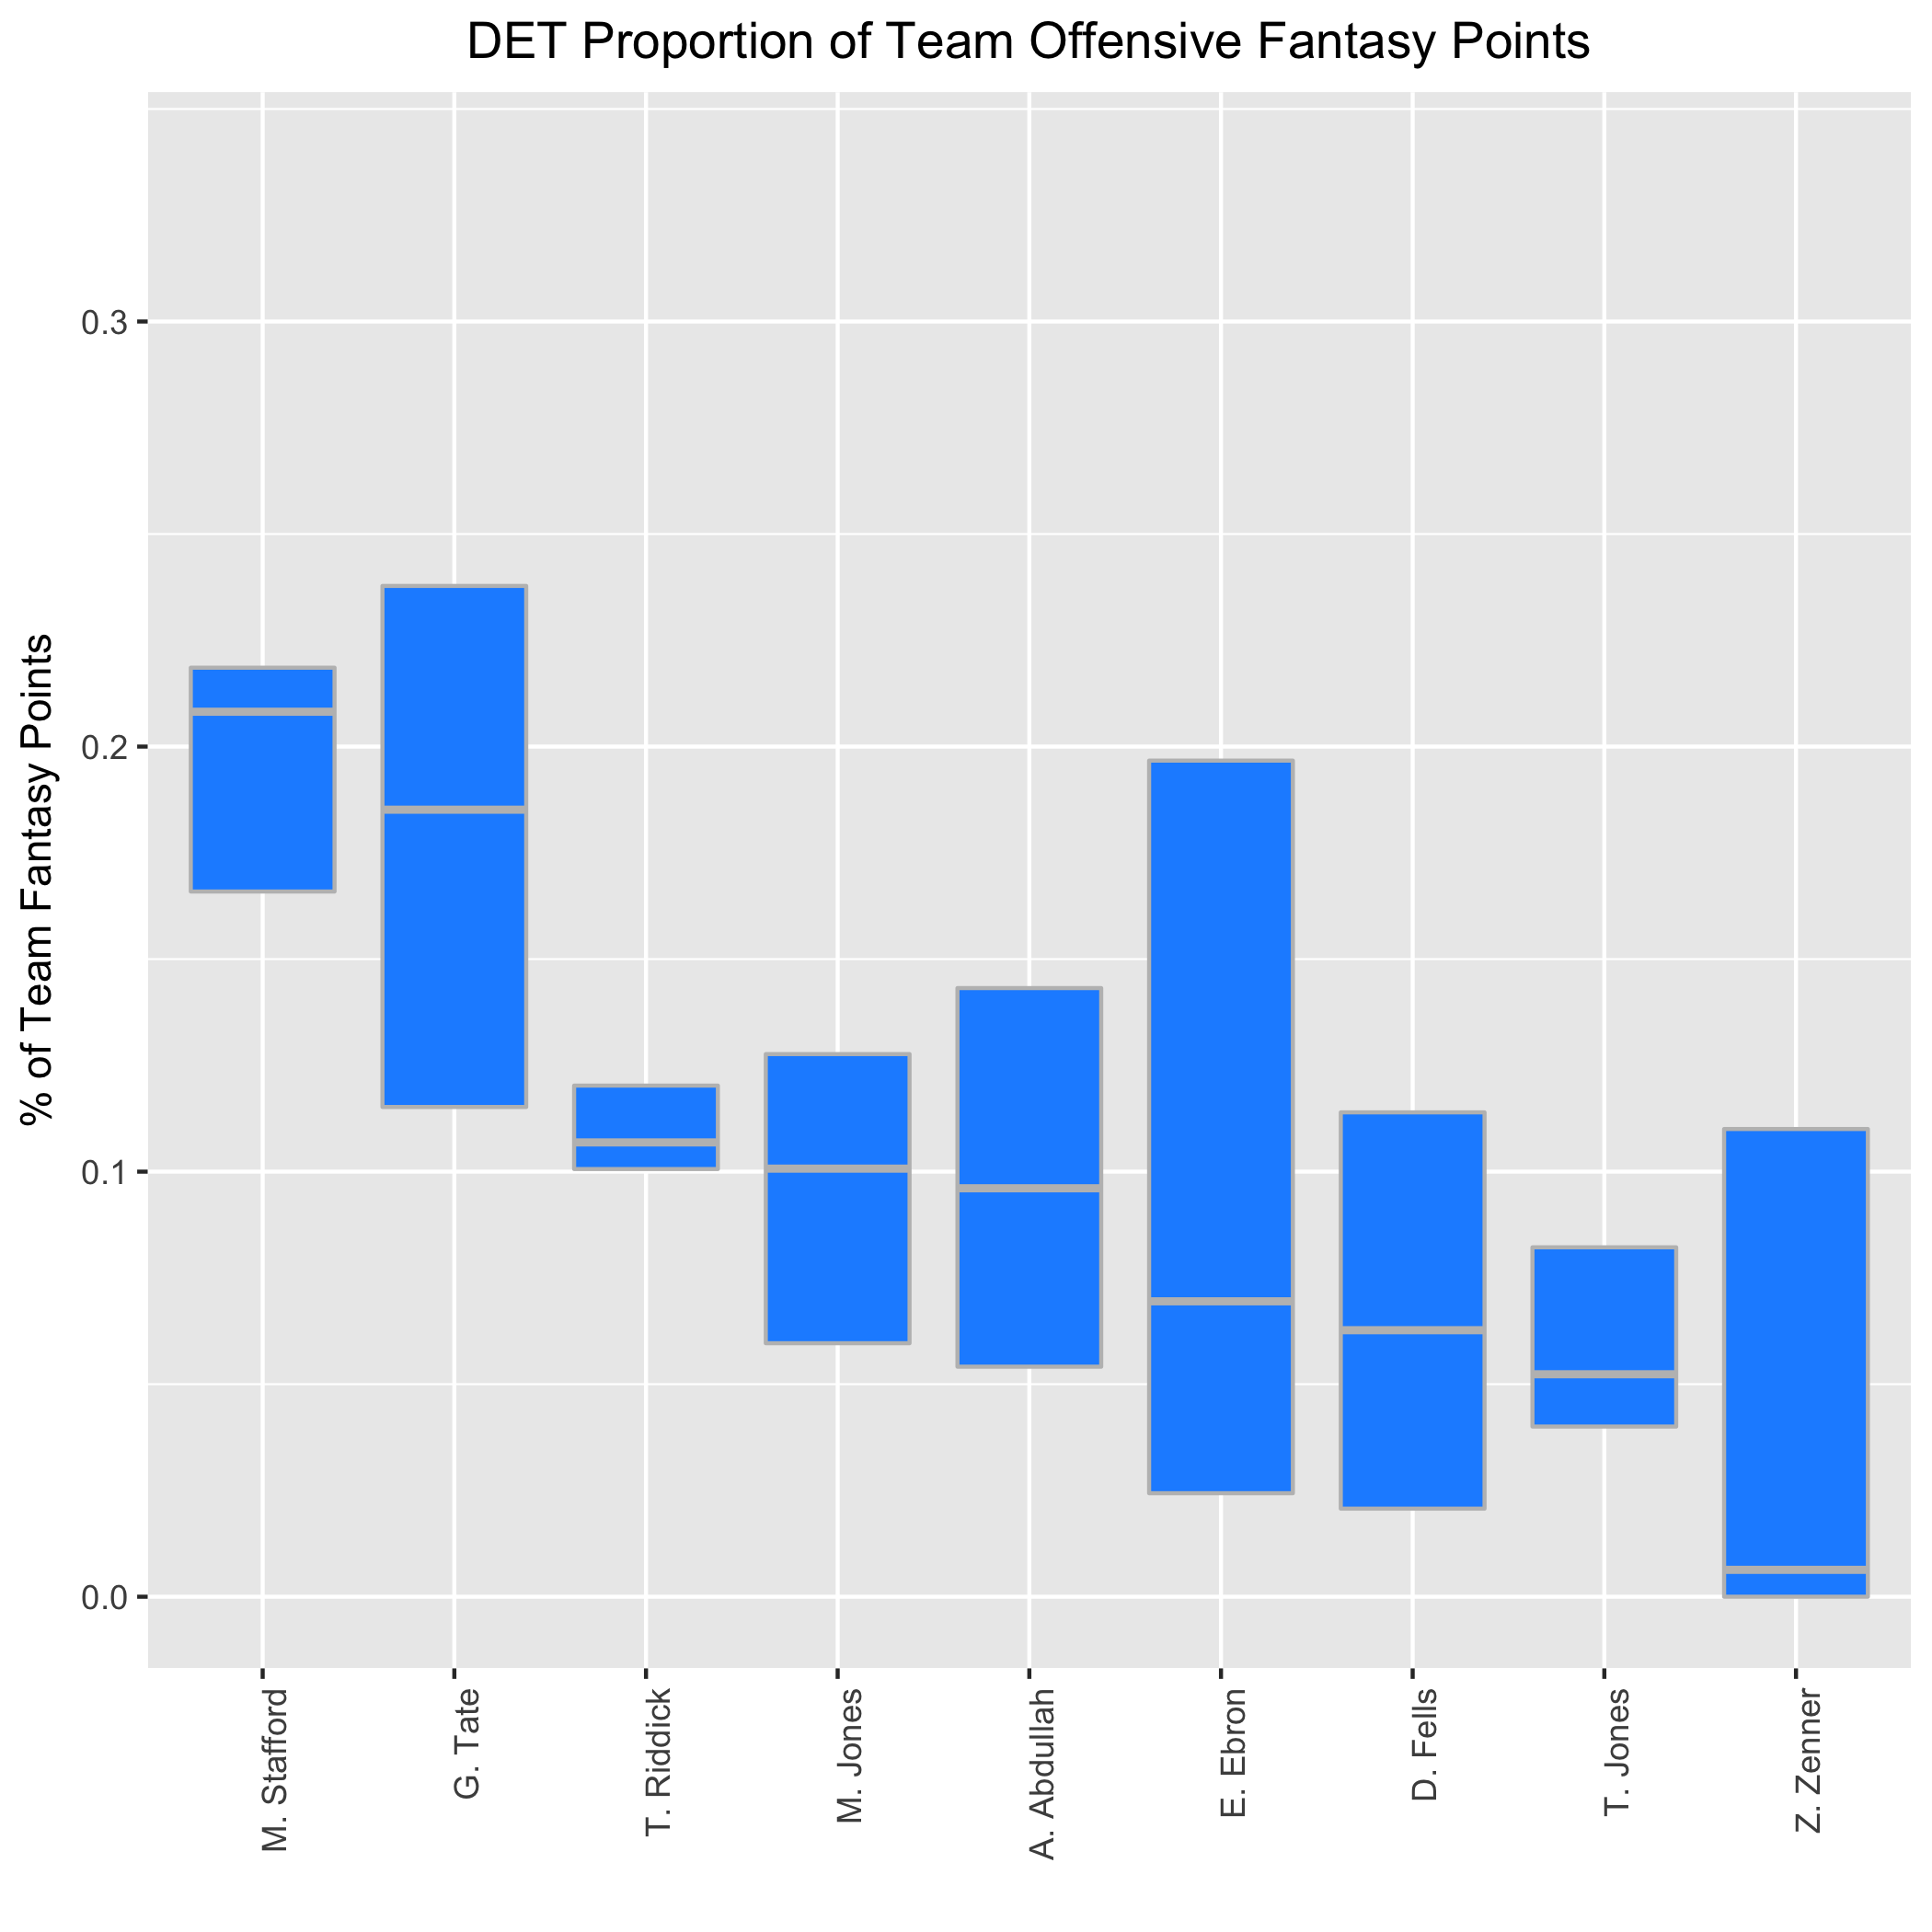 DET Proportion of Team Offensive Fantasy Points
% of Team Fantasy Points
0.3
0.2
0.1
0.0
M. Stafford
G. Tate
T. Riddick
M. Jones
A. Abdullah
E. Ebron
D. Fells
T. Jones
Z. Zenner